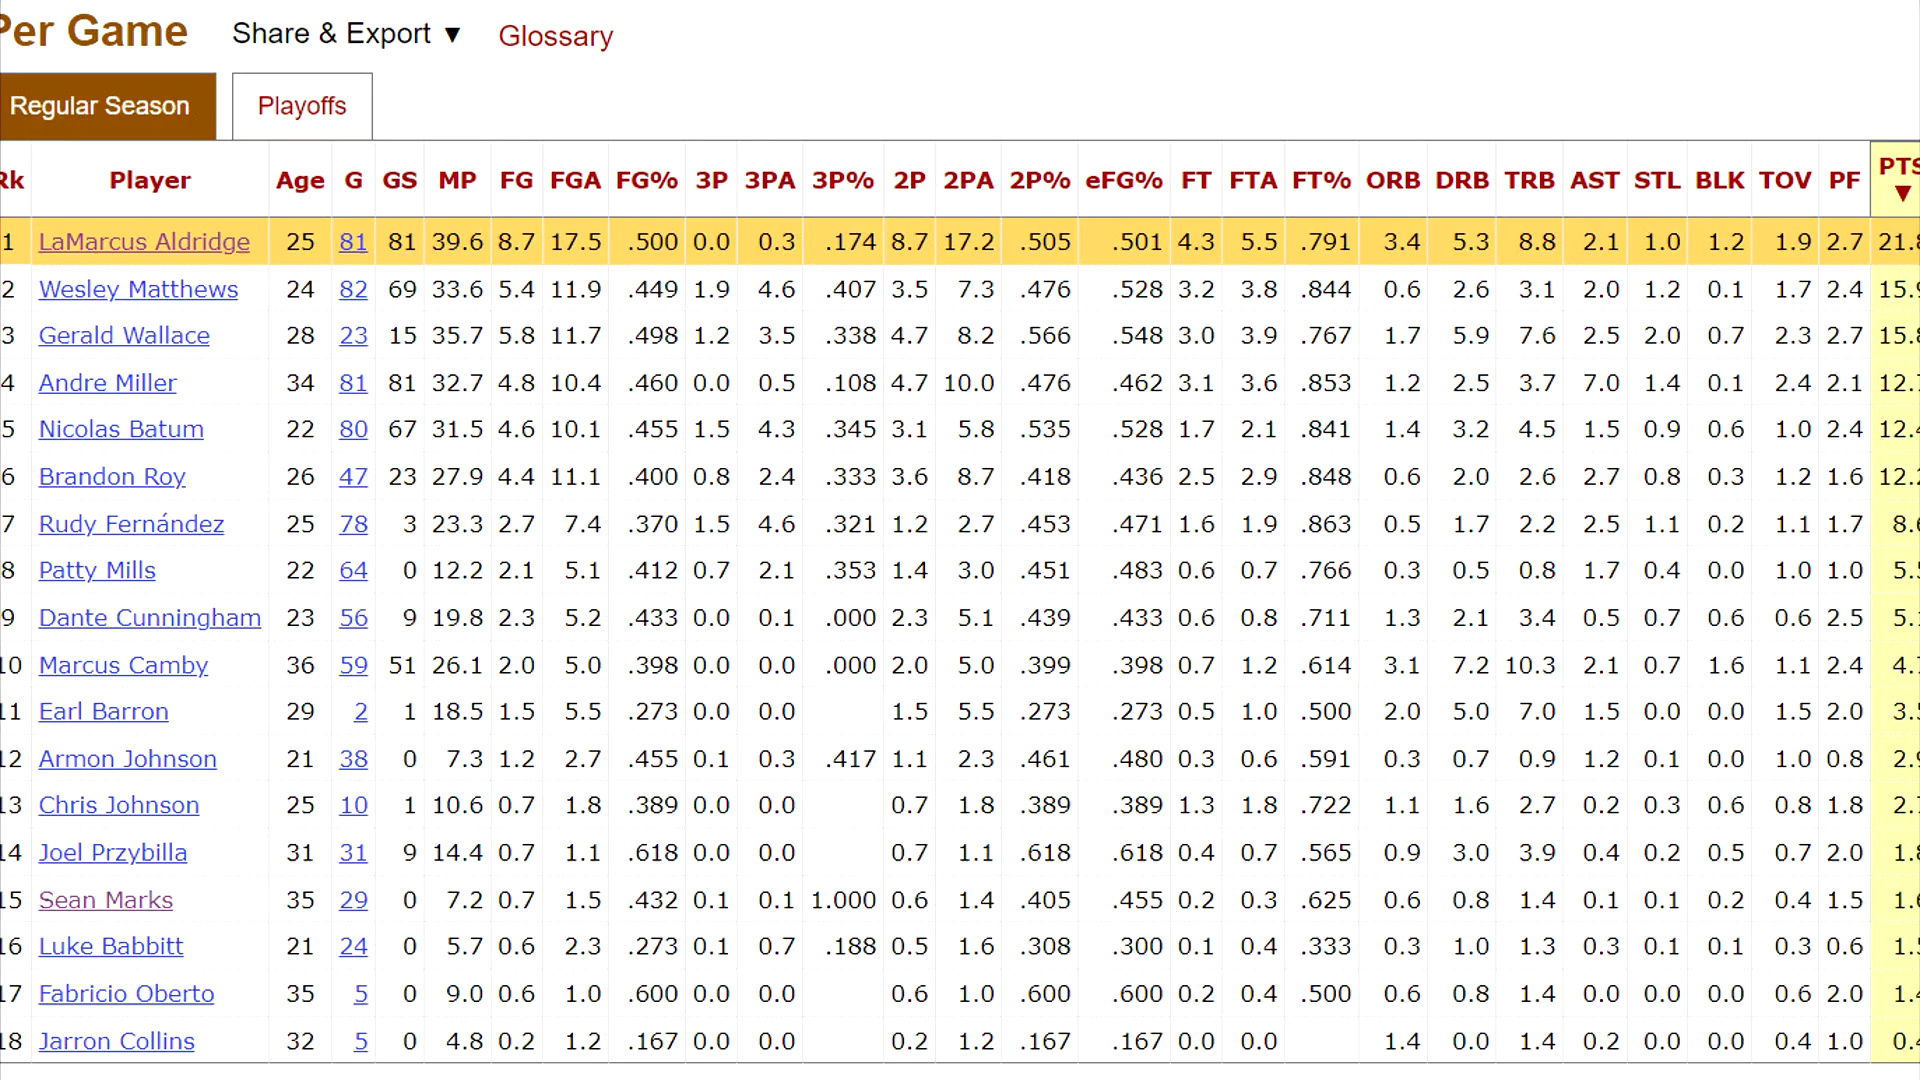 Per Game Share & Export ▼ Glossary
Regular Season Playoffs
Rk Player Age G GS MP FG FGA FG% 3P 3PA 3P% 2P 2PA 2P% eFG% FT FTA FT% ORB DRB TRB AST STL BLK TOV PF PTS ▼
1 LaMarcus Aldridge 25 81 81 39.6 8.7 17.5 .500 0.0 0.3 .174 8.7 17.2 .505 .501 4.3 5.5 .791 3.4 5.3 8.8 2.1 1.0 1.2 1.9 2.7 21.8
2 Wesley Matthews 24 82 69 33.6 5.4 11.9 .449 1.9 4.6 .407 3.5 7.3 .476 .528 3.2 3.8 .844 0.6 2.6 3.1 2.0 1.2 0.1 1.7 2.4 15.9
3 Gerald Wallace 28 23 15 35.7 5.8 11.7 .498 1.2 3.5 .338 4.7 8.2 .566 .548 3.0 3.9 .767 1.7 5.9 7.6 2.5 2.0 0.7 2.3 2.7 15.8
4 Andre Miller 34 81 81 32.7 4.8 10.4 .460 0.0 0.5 .108 4.7 10.0 .476 .462 3.1 3.6 .853 1.2 2.5 3.7 7.0 1.4 0.1 2.4 2.1 12.7
5 Nicolas Batum 22 80 67 31.5 4.6 10.1 .455 1.5 4.3 .345 3.1 5.8 .535 .528 1.7 2.1 .841 1.4 3.2 4.5 1.5 0.9 0.6 1.0 2.4 12.4
6 Brandon Roy 26 47 23 27.9 4.4 11.1 .400 0.8 2.4 .333 3.6 8.7 .418 .436 2.5 2.9 .848 0.6 2.0 2.6 2.7 0.8 0.3 1.2 1.6 12.2
7 Rudy Fernández 25 78 3 23.3 2.7 7.4 .370 1.5 4.6 .321 1.2 2.7 .453 .471 1.6 1.9 .863 0.5 1.7 2.2 2.5 1.1 0.2 1.1 1.7 8.6
8 Patty Mills 22 64 0 12.2 2.1 5.1 .412 0.7 2.1 .353 1.4 3.0 .451 .483 0.6 0.7 .766 0.3 0.5 0.8 1.7 0.4 0.0 1.0 1.0 5.5
9 Dante Cunningham 23 56 9 19.8 2.3 5.2 .433 0.0 0.1 .000 2.3 5.1 .439 .433 0.6 0.8 .711 1.3 2.1 3.4 0.5 0.7 0.6 0.6 2.5 5.1
10 Marcus Camby 36 59 51 26.1 2.0 5.0 .398 0.0 0.0 .000 2.0 5.0 .399 .398 0.7 1.2 .614 3.1 7.2 10.3 2.1 0.7 1.6 1.1 2.4 4.7
11 Earl Barron 29 2 1 18.5 1.5 5.5 .273 0.0 0.0 1.5 5.5 .273 .273 0.5 1.0 .500 2.0 5.0 7.0 1.5 0.0 0.0 1.5 2.0 3.5
12 Armon Johnson 21 38 0 7.3 1.2 2.7 .455 0.1 0.3 .417 1.1 2.3 .461 .480 0.3 0.6 .591 0.3 0.7 0.9 1.2 0.1 0.0 1.0 0.8 2.9
13 Chris Johnson 25 10 1 10.6 0.7 1.8 .389 0.0 0.0 0.7 1.8 .389 .389 1.3 1.8 .722 1.1 1.6 2.7 0.2 0.3 0.6 0.8 1.8 2.7
14 Joel Przybilla 31 31 9 14.4 0.7 1.1 .618 0.0 0.0 0.7 1.1 .618 .618 0.4 0.7 .565 0.9 3.0 3.9 0.4 0.2 0.5 0.7 2.0 1.8
15 Sean Marks 35 29 0 7.2 0.7 1.5 .432 0.1 0.1 1.000 0.6 1.4 .405 .455 0.2 0.3 .625 0.6 0.8 1.4 0.1 0.1 0.2 0.4 1.5 1.6
16 Luke Babbitt 21 24 0 5.7 0.6 2.3 .273 0.1 0.7 .188 0.5 1.6 .308 .300 0.1 0.4 .333 0.3 1.0 1.3 0.3 0.1 0.1 0.3 0.6 1.5
17 Fabricio Oberto 35 5 0 9.0 0.6 1.0 .600 0.0 0.0 0.6 1.0 .600 .600 0.2 0.4 .500 0.6 0.8 1.4 0.0 0.0 0.0 0.6 2.0 1.4
18 Jarron Collins 32 5 0 4.8 0.2 1.2 .167 0.0 0.0 0.2 1.2 .167 .167 0.0 0.0 1.4 0.0 1.4 0.2 0.0 0.0 0.4 1.0 0.4